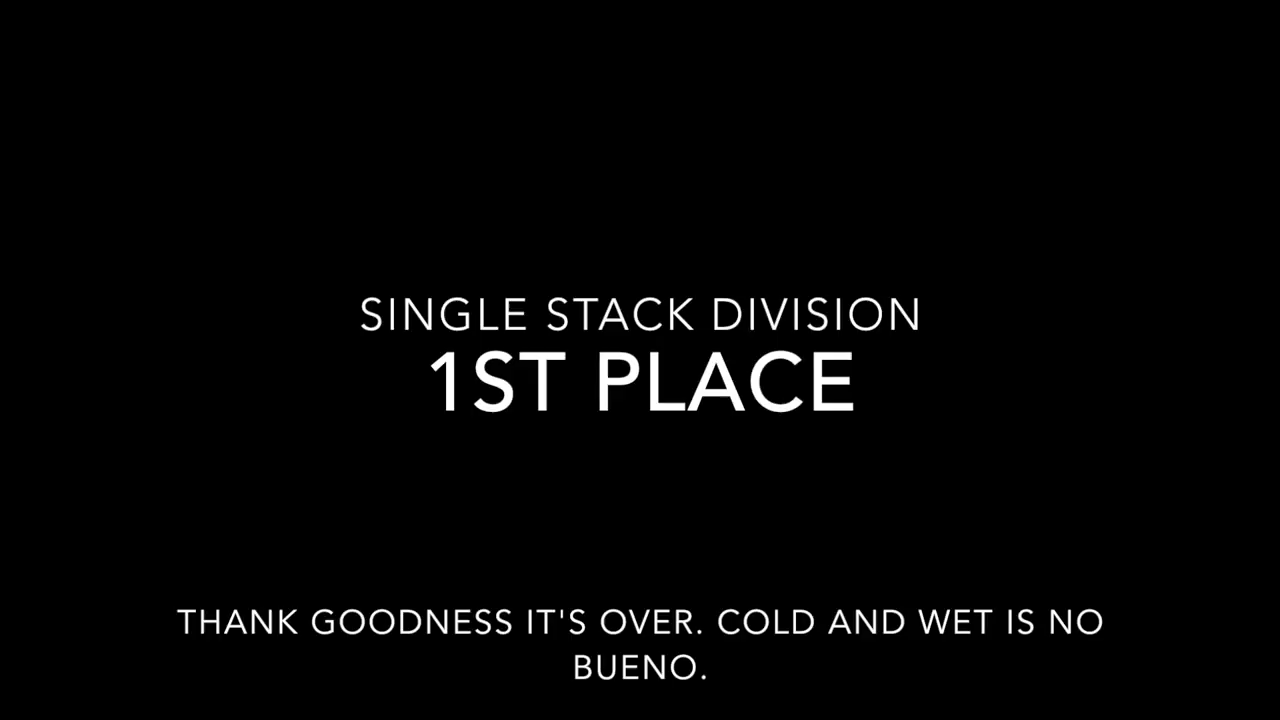 SINGLE STACK DIVISION
1ST PLACE
THANK GOODNESS IT'S OVER. COLD AND WET IS NO
BUENO.